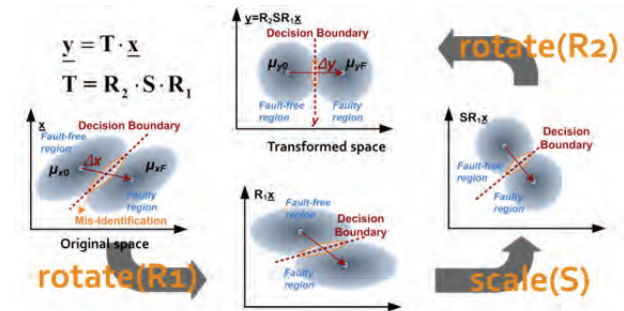 y = T · x
T = R2 · S · R1
y=R2SR1x
Decision Boundary
μy0
Δy
μyF
Fault-free
region
Faulty
region
y
Transformed space
rotate(R2)
x
Fault-free
region
Decision Boundary
μx0
Δx
μxF
Faulty
region
Mis-Identification
Original space
rotate(R1)
R1x
Fault-free
region
Decision
Boundary
Faulty
region
SR1x
Fault-free
region
Decision
Boundary
Faulty
region
scale(S)